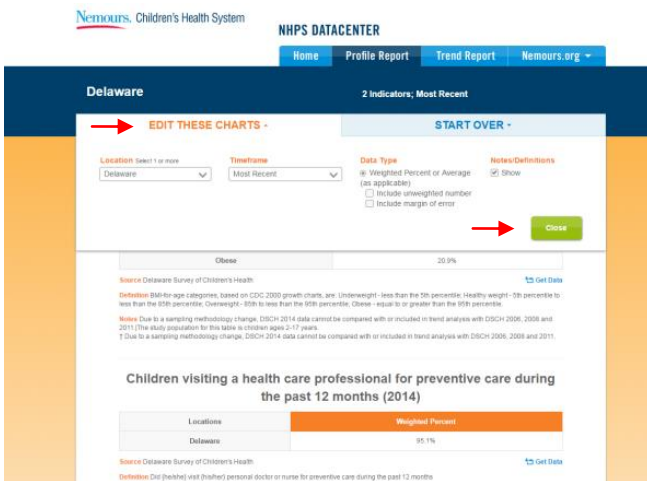 Nemours. Children's Health System
NHPS DATACENTER
Home Profile Report Trend Report Nemours.org
Delaware 2 Indicators; Most Recent
EDIT THESE CHARTS START OVER
Location Select 1 or more Timeframe Data Type Notes/Definitions
Delaware Most Recent Weighted Percent or Average Show
(as applicable)
Include unweighted number
Include margin of error
Close
Obese 20.9%
Source Delaware Survey of Children's Health Get Data
Definition BMI-for-age categories, based on CDC 2000 growth charts, are: Underweight - less than the 5th percentile; Healthy weight - 5th percentile to
less than the 85th percentile; Overweight - 85th to less than the 95th percentile; Obese - equal to or greater than the 95th percentile.
Notes Due to a sampling methodology change, DSCH 2014 data cannot be compared with or included in trend analysis with DSCH 2006, 2008 and
2011.[The study population for this table is children ages 2-17 years.
† Due to a sampling methodology change, DSCH 2014 data cannot be compared with or included in trend analysis with DSCH 2006, 2008 and 2011.
Children visiting a health care professional for preventive care during
the past 12 months (2014)
Locations Weighted Percent
Delaware 95.1%
Source Delaware Survey of Children's Health Get Data
Definition Did (he/she) visit (his/her) personal doctor or nurse for preventive care during the past 12 months